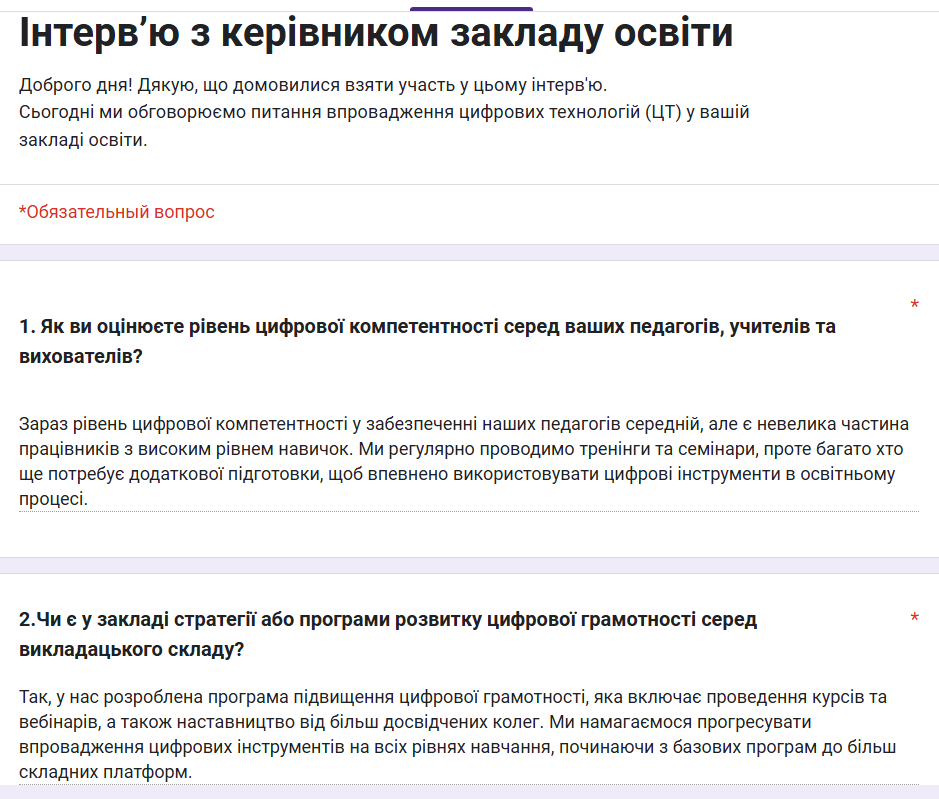 Інтерв’ю з керівником закладу освіти
Доброго дня! Дякую, що домовилися взяти участь у цьому інтерв'ю.
Сьогодні ми обговорюємо питання впровадження цифрових технологій (ЦТ) у вашій
закладі освіти.
*Обязательный вопрос
*
1. Як ви оцінюєте рівень цифрової компетентності серед ваших педагогів, учителів та
вихователів?
Зараз рівень цифрової компетентності у забезпеченні наших педагогів середній, але є невелика частина
працівників з високим рівнем навичок. Ми регулярно проводимо тренінги та семінари, проте багато хто
ще потребує додаткової підготовки, щоб впевнено використовувати цифрові інструменти в освітньому
процесі.
2.Чи є у закладі стратегії або програми розвитку цифрової грамотності серед *
викладацького складу?
Так, у нас розроблена програма підвищення цифрової грамотності, яка включає проведення курсів та
вебінарів, а також наставництво від більш досвідчених колег. Ми намагаємося прогресувати
впровадження цифрових інструментів на всіх рівнях навчання, починаючи з базових програм до більш
складних платформ.